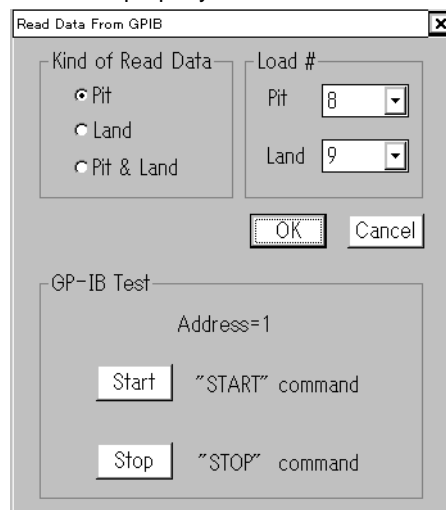 Read Data From GPIB
Kind of Read Data
Pit
Land
Pit & Land
Load #
Pit 8
Land 9
OK Cancel
GP-IB Test
Address=1
Start "START" command
Stop "STOP" command